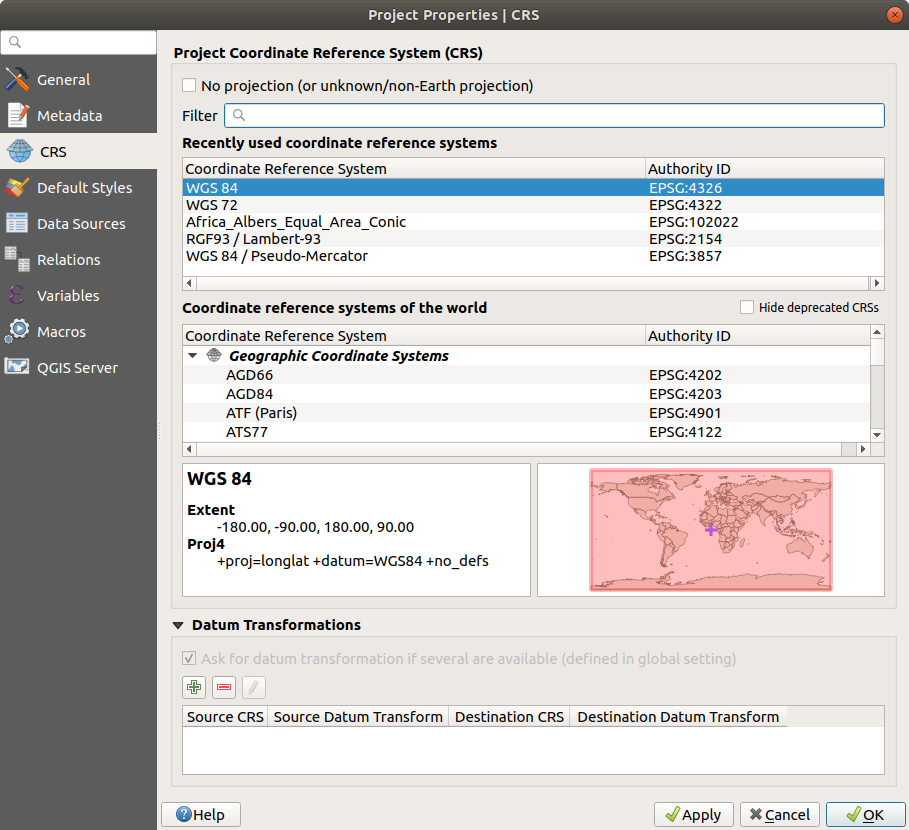 Project Properties | CRS
General
Metadata
CRS
Default Styles
Data Sources
Relations
Variables
Macros
QGIS Server
Project Coordinate Reference System (CRS)
No projection (or unknown/non-Earth projection)
Filter
Recently used coordinate reference systems
Coordinate Reference System Authority ID
WGS 84 EPSG:4326
WGS 72 EPSG:4322
Africa_Albers_Equal_Area_Conic EPSG:102022
RGF93 / Lambert-93 EPSG:2154
WGS 84 / Pseudo-Mercator EPSG:3857
Coordinate reference systems of the world Hide deprecated CRSs
Coordinate Reference System Authority ID
Geographic Coordinate Systems
AGD66 EPSG:4202
AGD84 EPSG:4203
ATF (Paris) EPSG:4901
ATS77 EPSG:4122
WGS 84
Extent
-180.00, -90.00, 180.00, 90.00
Proj4
+proj=longlat +datum=WGS84 +no_defs
Datum Transformations
Ask for datum transformation if several are available (defined in global setting)
Source CRS Source Datum Transform Destination CRS Destination Datum Transform
Help Apply Cancel OK